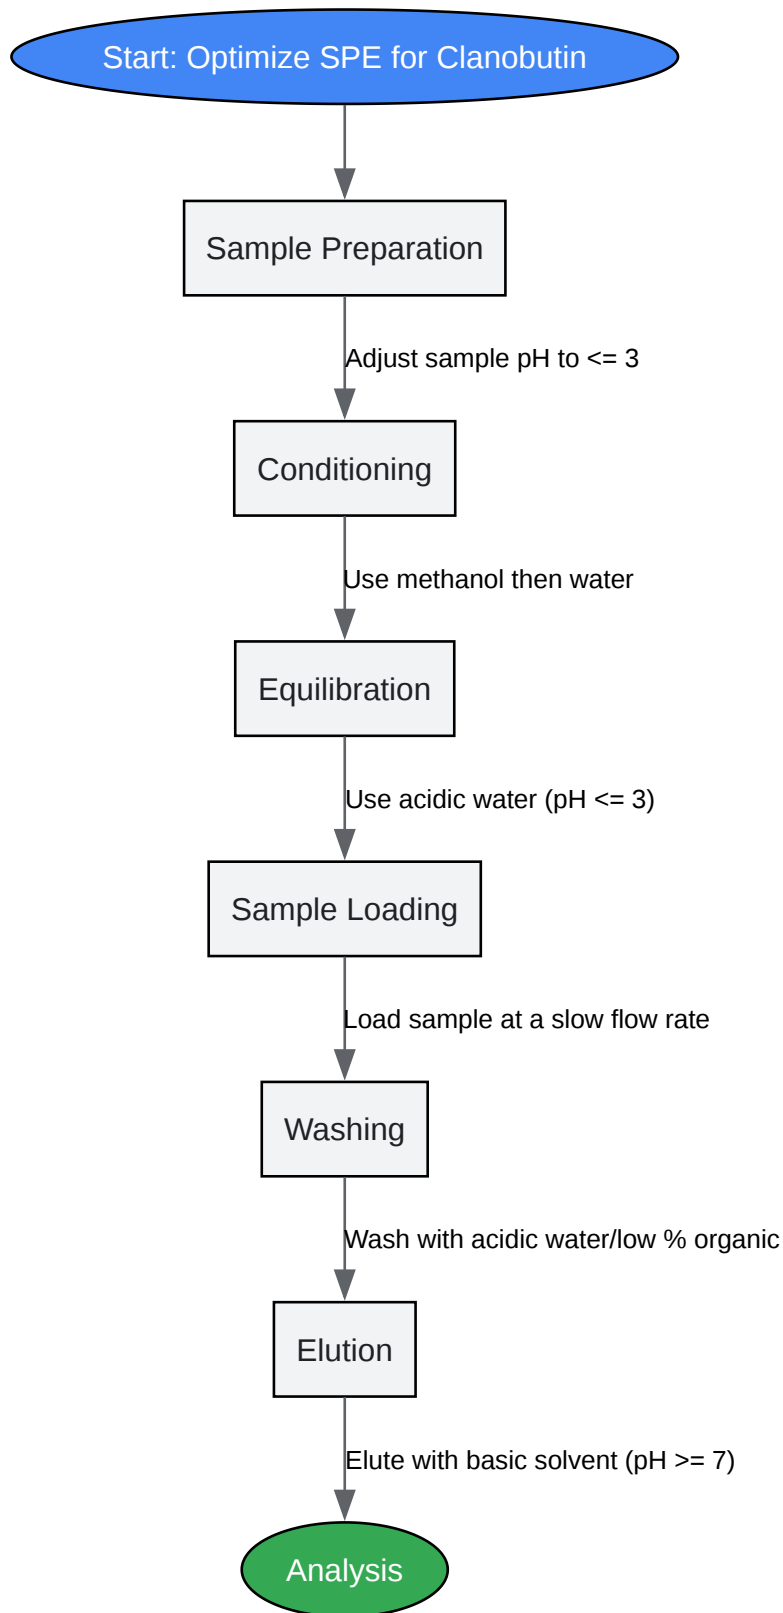 Start: Optimize SPE for Clanobutin
Sample Preparation
Adjust sample pH to <= 3
Conditioning
Use methanol then water
Equilibration
Use acidic water (pH <= 3)
Sample Loading
Load sample at a slow flow rate
Washing
Wash with acidic water/low % organic
Elution
Elute with basic solvent (pH >= 7)
Analysis